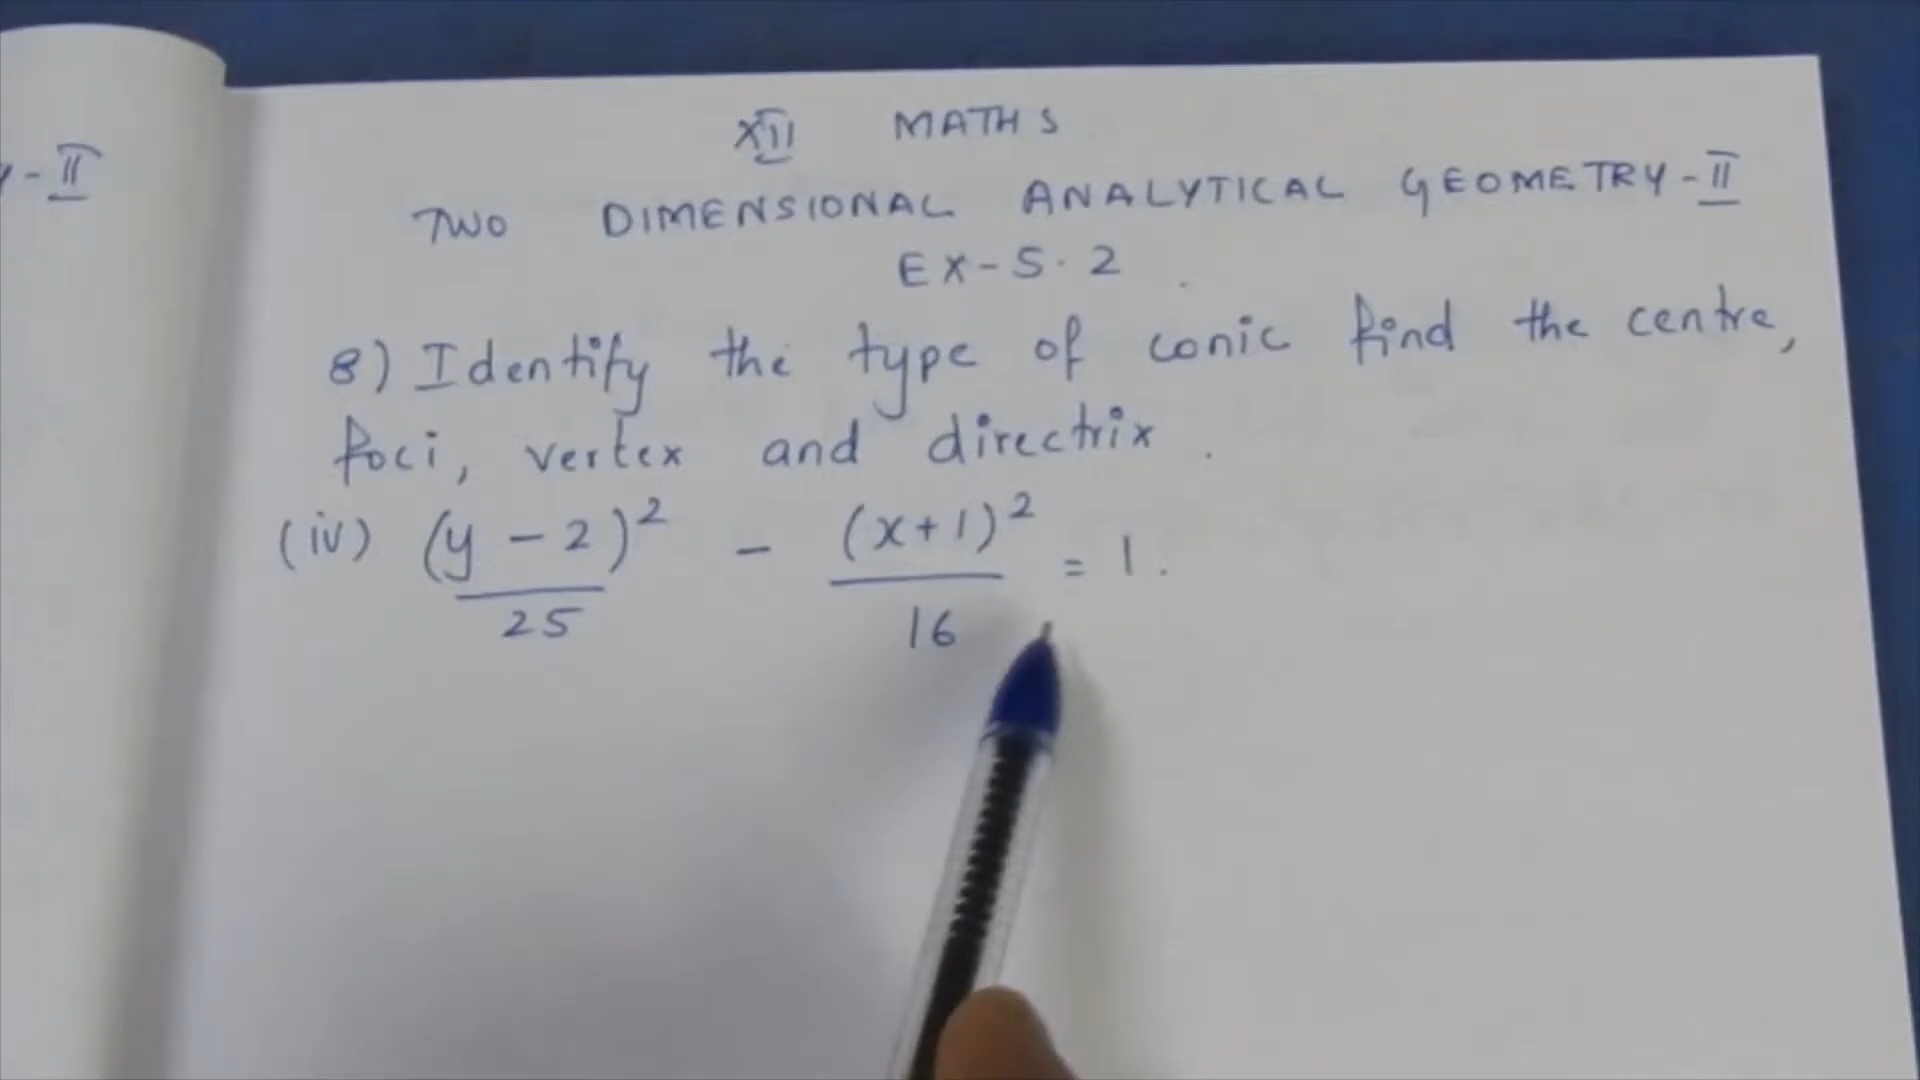 y-II
XII MATHS
TWO DIMENSIONAL ANALYTICAL GEOMETRY-II
EX-5.2
8) Identify the type of conic find the centre,
foci, vertex and directrix.
(iv) (y-2)²/25 - (x+1)²/16 = 1.